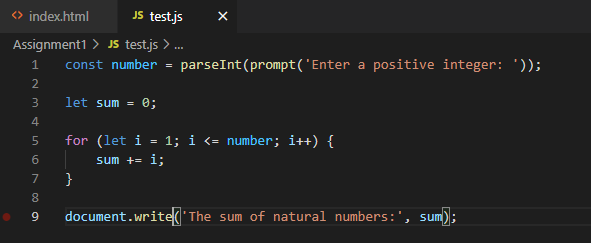 <> index.html JS test.js ×
Assignment1 > JS test.js > ...
1 const number = parseInt(prompt('Enter a positive integer: '));
2
3 let sum = 0;
4
5 for (let i = 1; i <= number; i++) {
6 sum += i;
7 }
8
9 document.write('The sum of natural numbers:', sum);